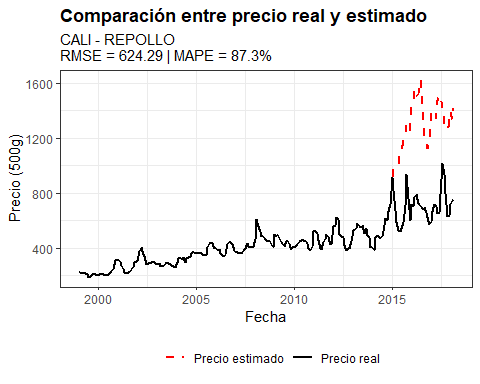 Comparación entre precio real y estimado
CALI - REPOLLO
RMSE = 624.29 | MAPE = 87.3%
Precio (500g)
1600
1200
800
400
2000
2005
2010
2015
Fecha
Precio estimado
Precio real